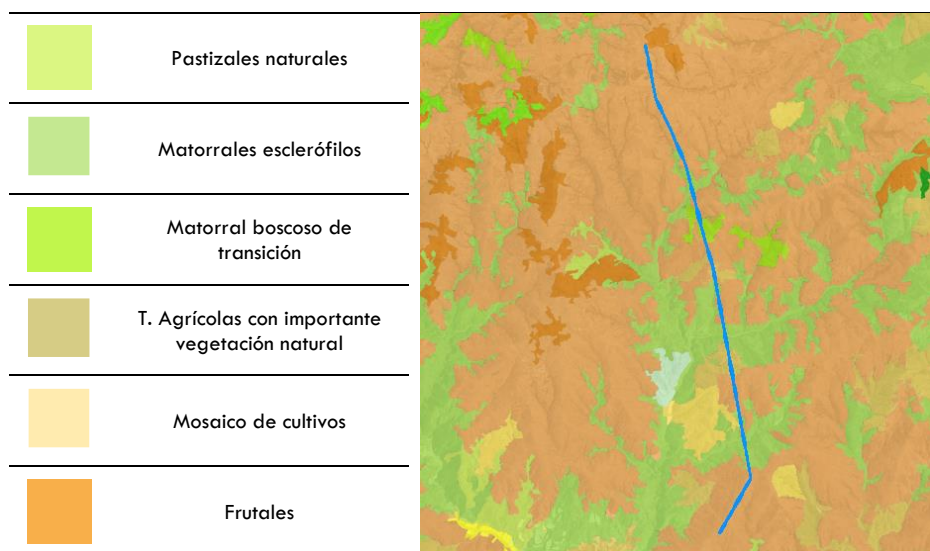 Pastizales naturales
Matorrales esclerófilos
Matorral boscoso de
transición
T. Agrícolas con importante
vegetación natural
Mosaico de cultivos
Frutales